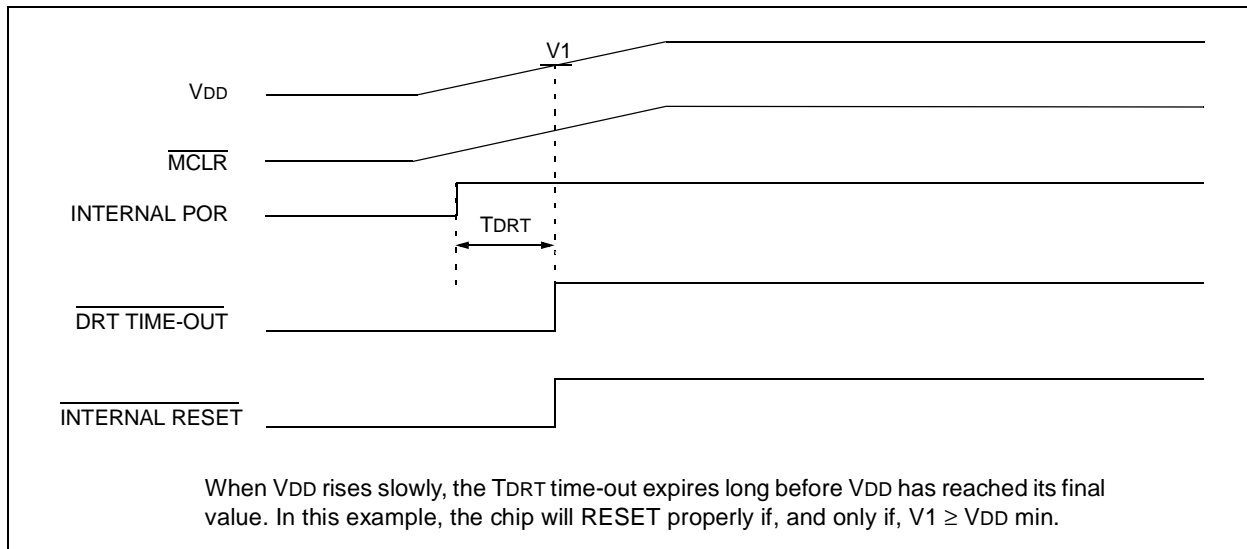 V1
VDD
MCLR
INTERNAL POR
TDRT
DRT TIME-OUT
INTERNAL RESET
When VDD rises slowly, the TDRT time-out expires long before VDD has reached its final
value. In this example, the chip will RESET properly if, and only if, V1 ≥ VDD min.